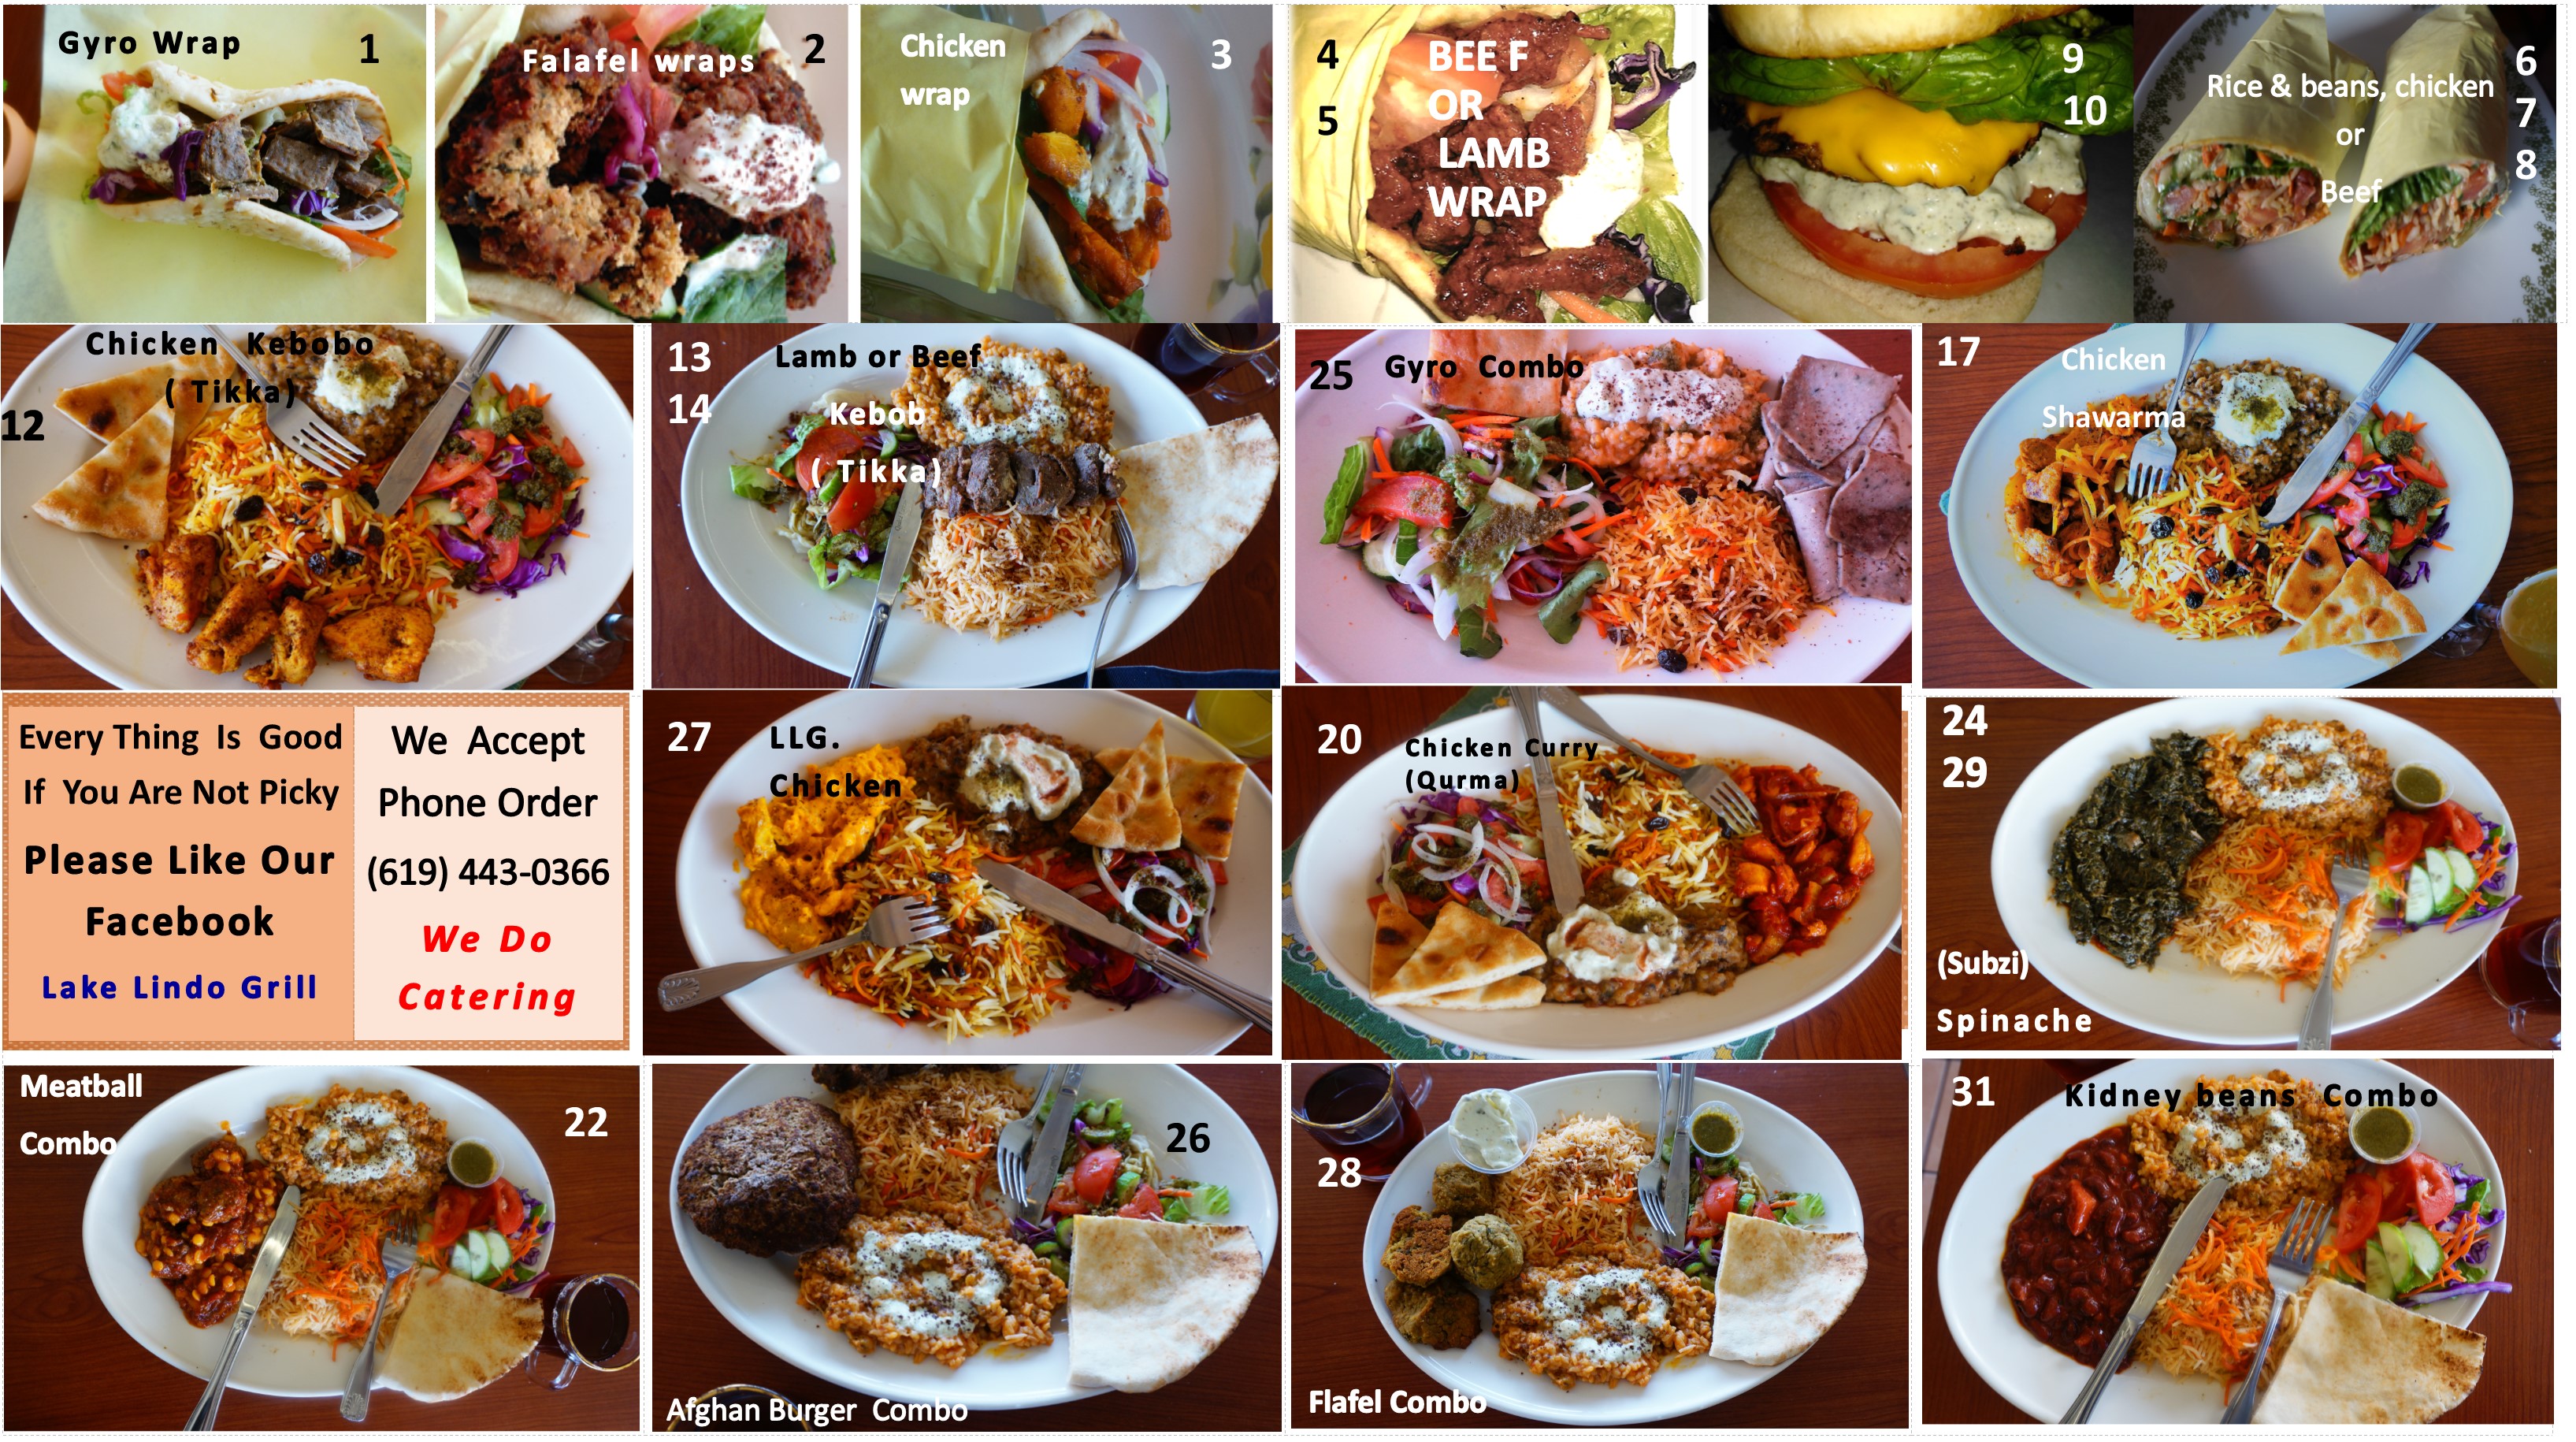 Gyro Wrap 1
Falafel wraps 2
Chicken 3
wrap
4 BEE F
OR
5 LAMB
WRAP
9
10
6
Rice & beans, chicken
7
or
8
Beef
Chicken Kebobo
( Tikka)
12
13 Lamb or Beef
14 Kebob
( Tikka)
25 Gyro Combo
17 Chicken
Shawarma
Every Thing Is Good
If You Are Not Picky
Please Like Our
Facebook
Lake Lindo Grill
We Accept
Phone Order
(619) 443-0366
We Do
Catering
27 LLG.
Chicken
20 Chicken Curry
(Qurma)
24
29
(Subzi)
Spinache
Meatball
Combo
22
26
Afghan Burger Combo
28
Flafel Combo
31 Kidney beans Combo